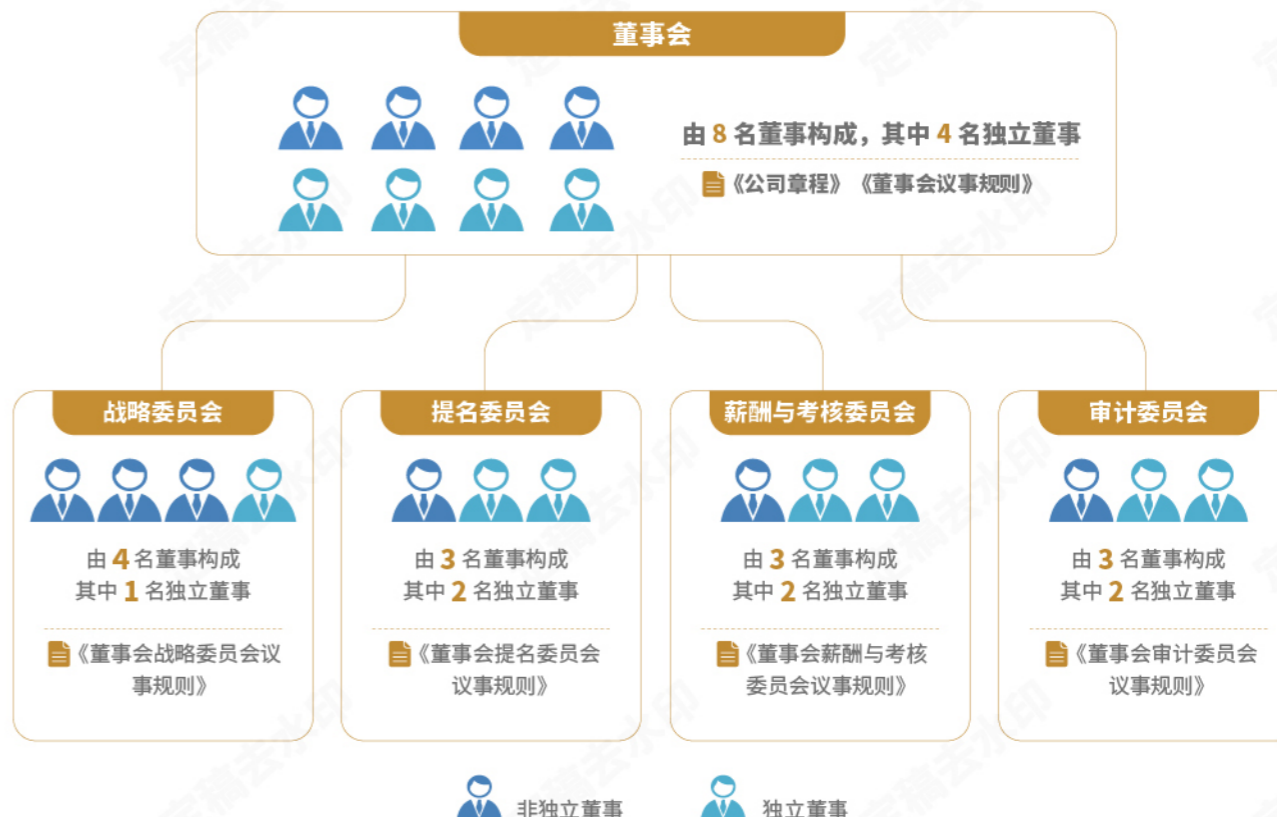 董事会
由 8 名董事构成，其中 4 名独立董事
《公司章程》《董事会议事规则》
战略委员会
由 4 名董事构成
其中 1 名独立董事
《董事会战略委员会议
事规则》
提名委员会
由 3 名董事构成
其中 2 名独立董事
《董事会提名委员会
议事规则》
薪酬与考核委员会
由 3 名董事构成
其中 2 名独立董事
《董事会薪酬与考核
委员会议事规则》
审计委员会
由 3 名董事构成
其中 2 名独立董事
《董事会审计委员会
议事规则》
非独立董事
独立董事
定稿去水印